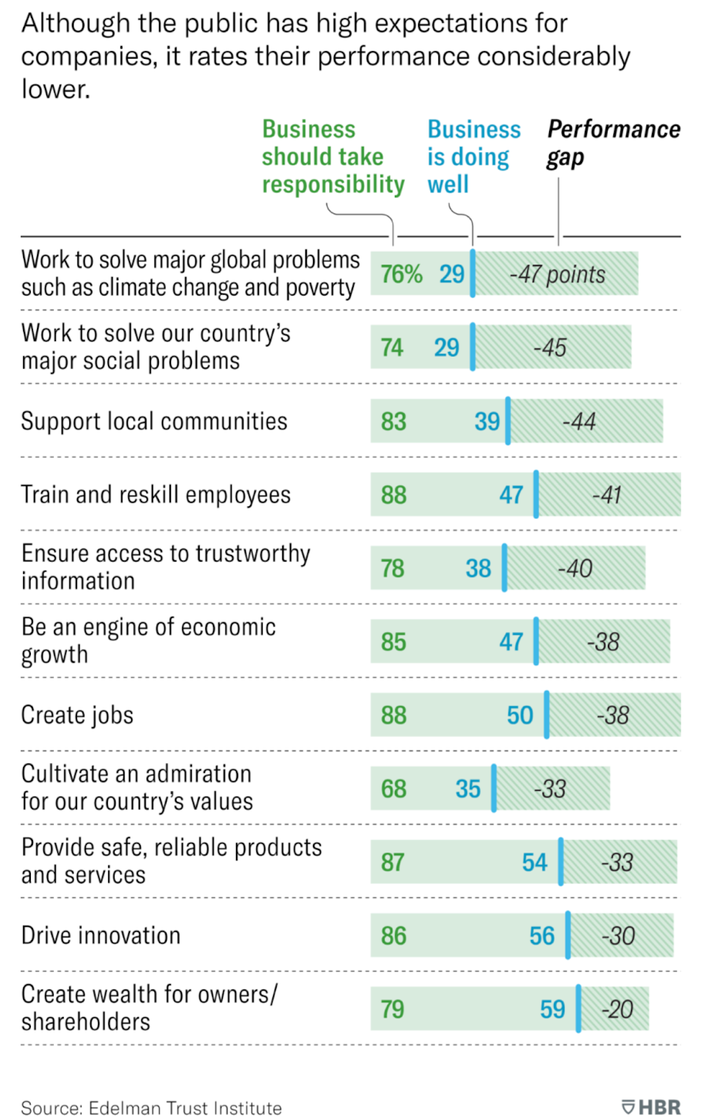 Although the public has high expectations for
companies, it rates their performance considerably
lower.
Business
should take
responsibility
Business
is doing
well
Performance
gap
Work to solve major global problems
such as climate change and poverty
76% 29 -47 points
Work to solve our country’s
major social problems
74 29 -45
Support local communities 83 39 -44
Train and reskill employees 88 47 -41
Ensure access to trustworthy
information
78 38 -40
Be an engine of economic
growth
85 47 -38
Create jobs 88 50 -38
Cultivate an admiration
for our country’s values
68 35 -33
Provide safe, reliable products
and services
87 54 -33
Drive innovation 86 56 -30
Create wealth for owners/
shareholders
79 59 -20
Source: Edelman Trust Institute
HBR